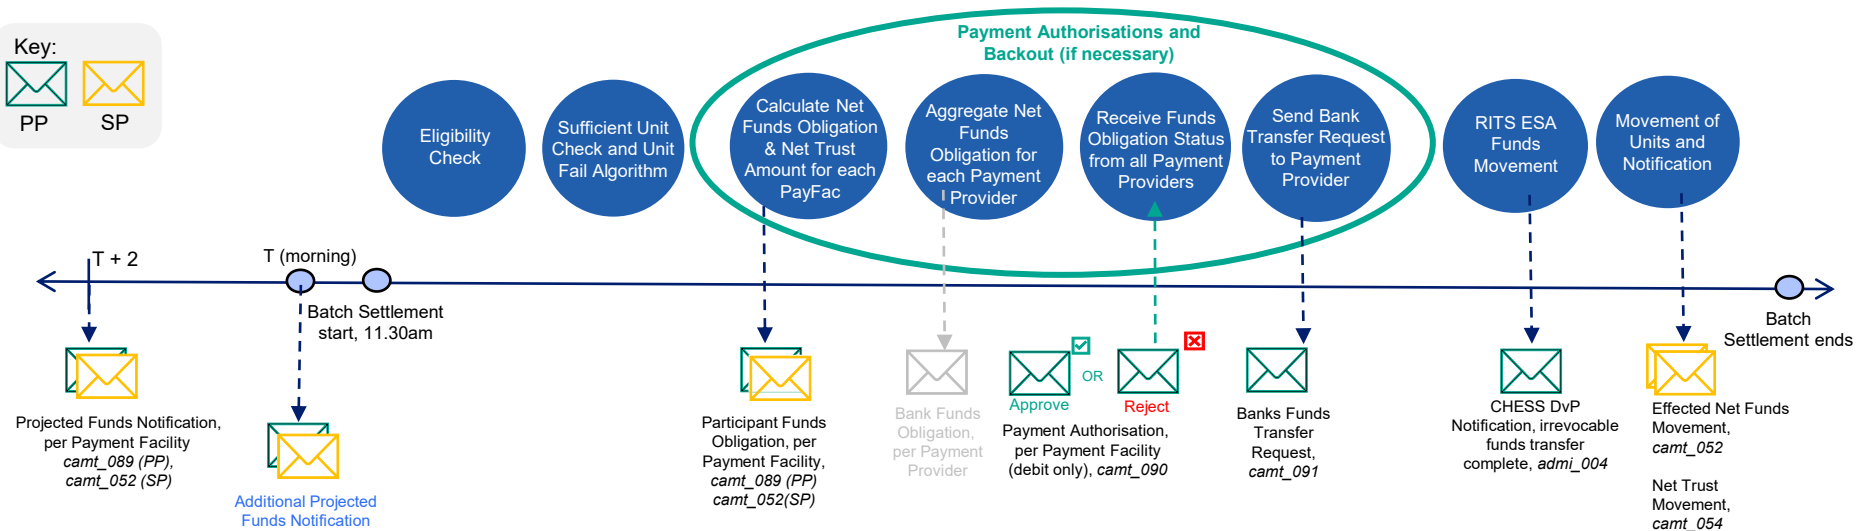 Key:
PP
SP
Payment Authorisations and
Backout (if necessary)
Eligibility
Check
Sufficient Unit
Check and Unit
Fail Algorithm
Calculate Net
Funds Obligation
& Net Trust
Amount for each
PayFac
Aggregate Net
Funds
Obligation for
each Payment
Provider
Receive Funds
Obligation Status
from all Payment
Providers
Send Bank
Transfer Request
to Payment
Provider
RITS ESA
Funds
Movement
Movement of
Units and
Notification
T + 2
T (morning)
Batch Settlement
start, 11.30am
Batch
Settlement ends
Projected Funds Notification,
per Payment Facility
camt_089 (PP),
camt_052 (SP)
Additional Projected
Funds Notification
Participant Funds
Obligation, per
Payment Facility,
camt_089 (PP)
camt_052(SP)
Bank Funds
Obligation,
per Payment
Provider
Approve
OR
Reject
Payment Authorisation,
per Payment Facility
(debit only), camt_090
Banks Funds
Transfer
Request,
camt_091
CHESS DvP
Notification, irrevocable
funds transfer
complete, admi_004
Effected Net Funds
Movement,
camt_052
Net Trust
Movement,
camt_054